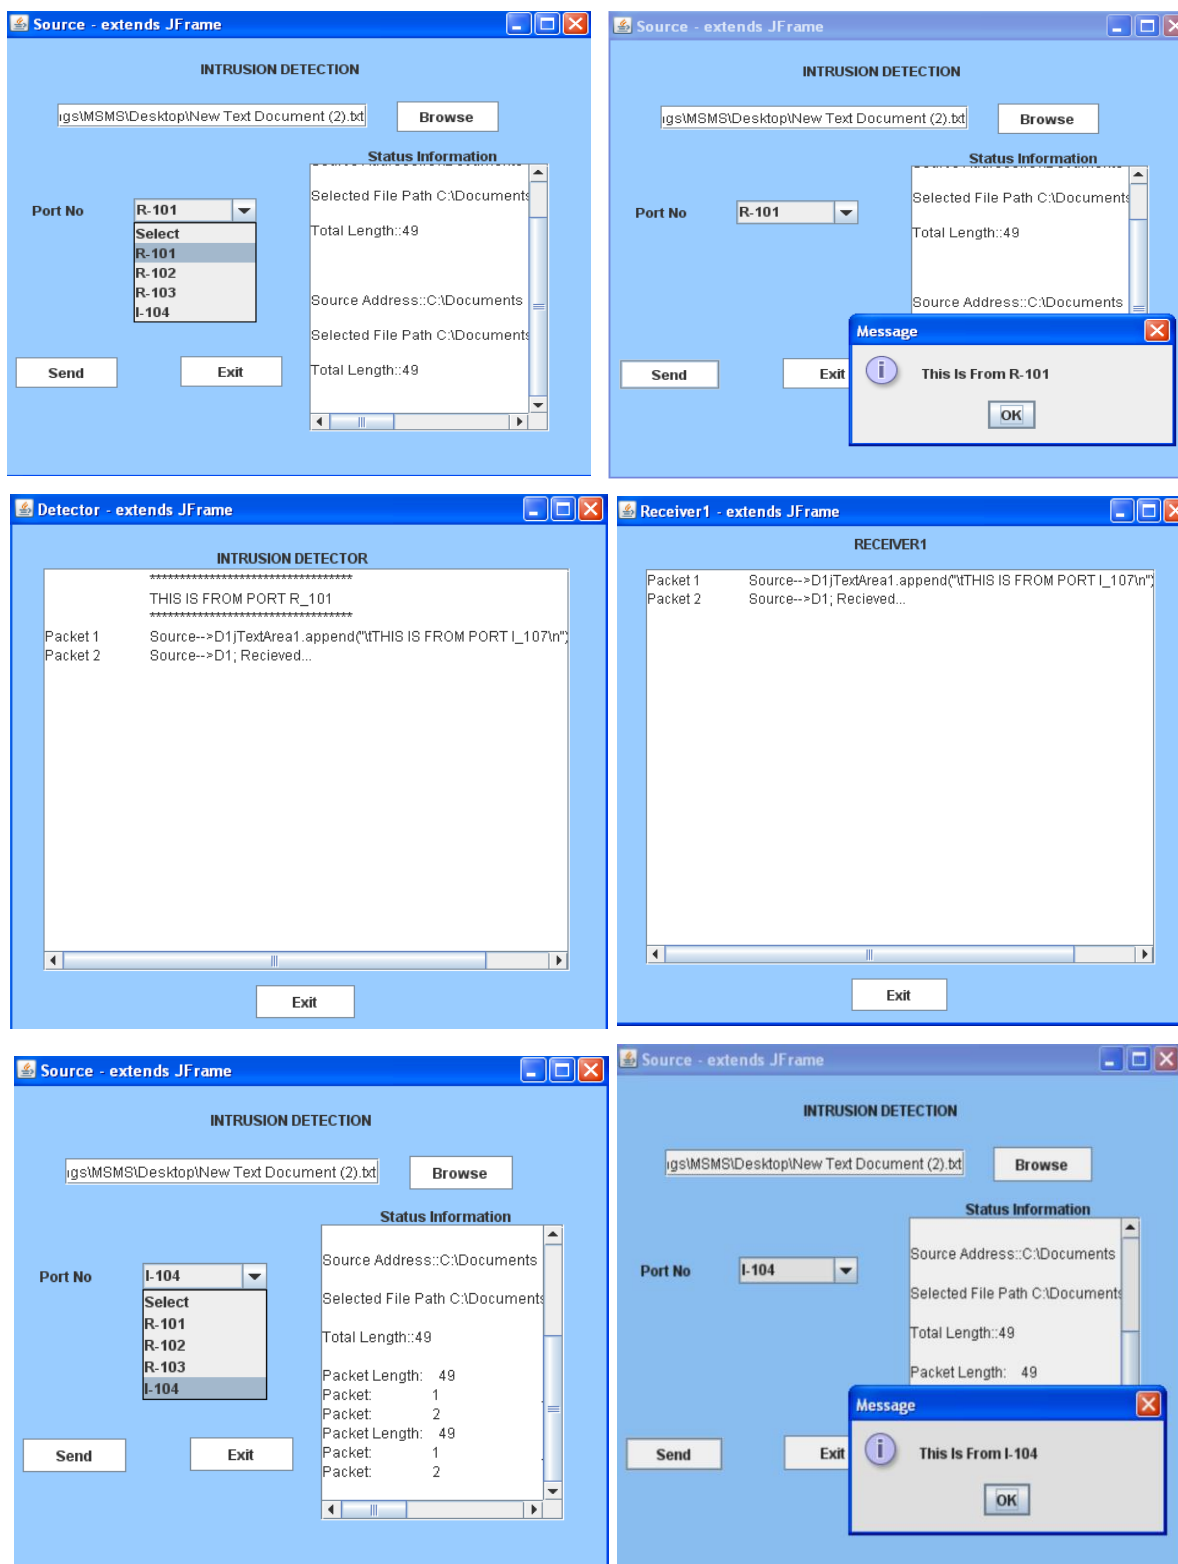 Source - extends JFrame
INTRUSION DETECTION
ıgs\MSMS\Desktop\New Text Document (2).txt
Browse
Status Information
Selected File Path C:\Documents
Port No
R-101
Total Length::49
Select
R-101
R-102
R-103
I-104
Source Address::C:\Documents
Selected File Path C:\Documents
Send
Exit
Total Length::49
Source - extends JFrame
INTRUSION DETECTION
ıgs\MSMS\Desktop\New Text Document (2).txt
Browse
Status Information
Selected File Path C:\Documents
Port No
R-101
Total Length::49
Source Address::C:\Documents
Message
This Is From R-101
Send
Exit
OK
Detector - extends JFrame
INTRUSION DETECTOR
**********************************
THIS IS FROM PORT R_101
**********************************
Packet 1 Source-->D1jTextArea1.append("\tTHIS IS FROM PORT I_107\n")
Packet 2 Source-->D1; Recieved...
Exit
Receiver1 - extends JFrame
RECEIVER1
Packet 1 Source-->D1jTextArea1.append("\tTHIS IS FROM PORT I_107\n")
Packet 2 Source-->D1; Recieved...
Exit
Source - extends JFrame
INTRUSION DETECTION
ıgs\MSMS\Desktop\New Text Document (2).txt
Browse
Status Information
Source Address::C:\Documents
Port No
I-104
Selected File Path C:\Documents
Select
R-101
R-102
R-103
I-104
Total Length::49
Packet Length: 49
Packet: 1
Packet: 2
Packet Length: 49
Packet: 1
Packet: 2
Send
Exit
Source - extends JFrame
INTRUSION DETECTION
ıgs\MSMS\Desktop\New Text Document (2).txt
Browse
Status Information
Source Address::C:\Documents
Port No
I-104
Selected File Path C:\Documents
Total Length::49
Packet Length: 49
Message
This Is From I-104
Send
Exit
OK